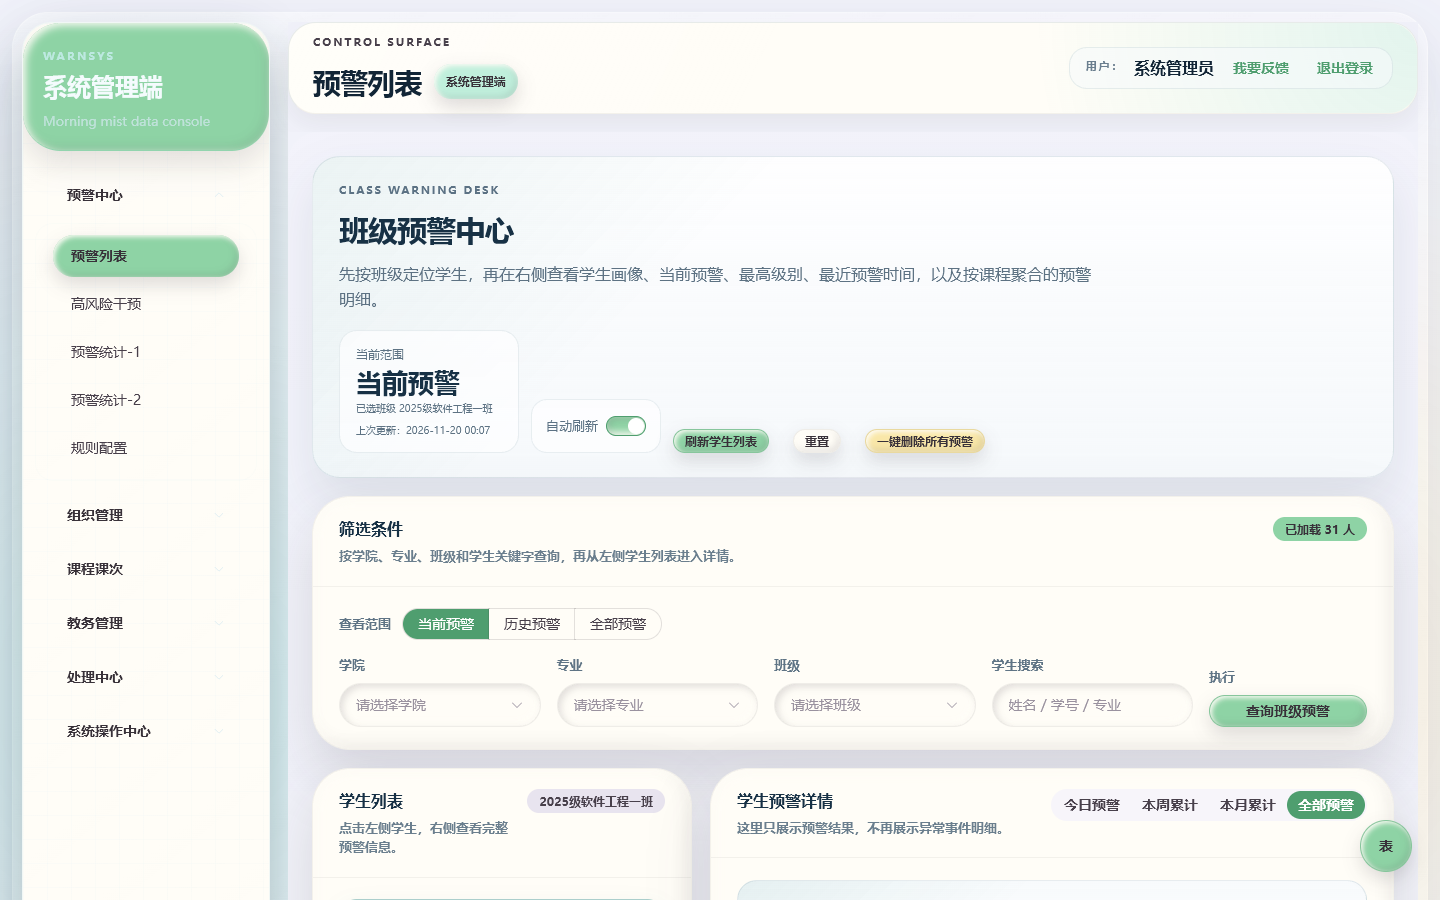 WARNSYS
系统管理端
Morning mist data console
预警中心
预警列表
高风险干预
预警统计-1
预警统计-2
规则配置
组织管理
课程课次
教务管理
处理中心
系统操作中心
CONTROL SURFACE
预警列表 系统管理端
用户： 系统管理员 我要反馈 退出登录
CLASS WARNING DESK
班级预警中心
先按班级定位学生，再在右侧查看学生画像、当前预警、最高级别、最近预警时间，以及按课程聚合的预警
明细。
当前范围
当前预警
已选班级 2025级软件工程一班
上次更新：2026-11-20 00:07
自动刷新
刷新学生列表 重置 一键删除所有预警
筛选条件
已加载 31 人
按学院、专业、班级和学生关键字查询，再从左侧学生列表进入详情。
查看范围 当前预警 历史预警 全部预警
学院 专业 班级 学生搜索 执行
请选择学院 请选择专业 请选择班级 姓名 / 学号 / 专业 查询班级预警
学生列表 2025级软件工程一班
点击左侧学生，右侧查看完整
预警信息。
学生预警详情 今日预警 本周累计 本月累计 全部预警
这里只展示预警结果，不再展示异常事件明细。
表